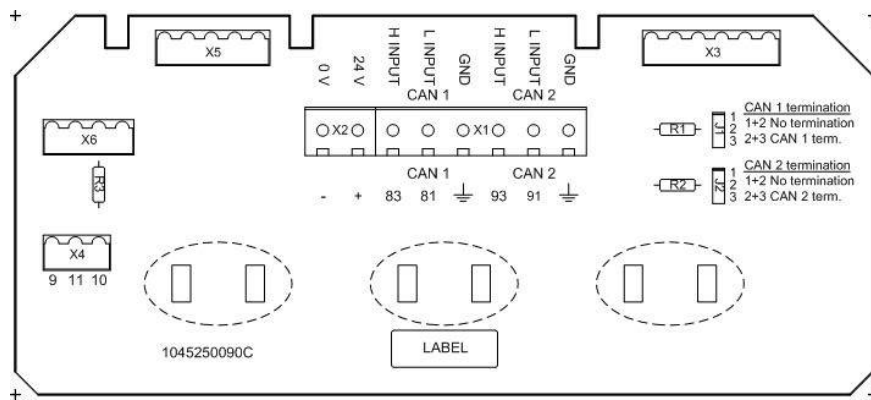 X5
0 V
24 V
H INPUT
L INPUT
GND
H INPUT
L INPUT
GND
X3
CAN 1
CAN 2
X2
X1
X6
R3
R1
J1
1
2
3
CAN 1 termination
1+2 No termination
2+3 CAN 1 term.
CAN 1
CAN 2
R2
J2
1
2
3
CAN 2 termination
1+2 No termination
2+3 CAN 2 term.
- + 83 81 93 91
X4
9 11 10
1045250090C
LABEL